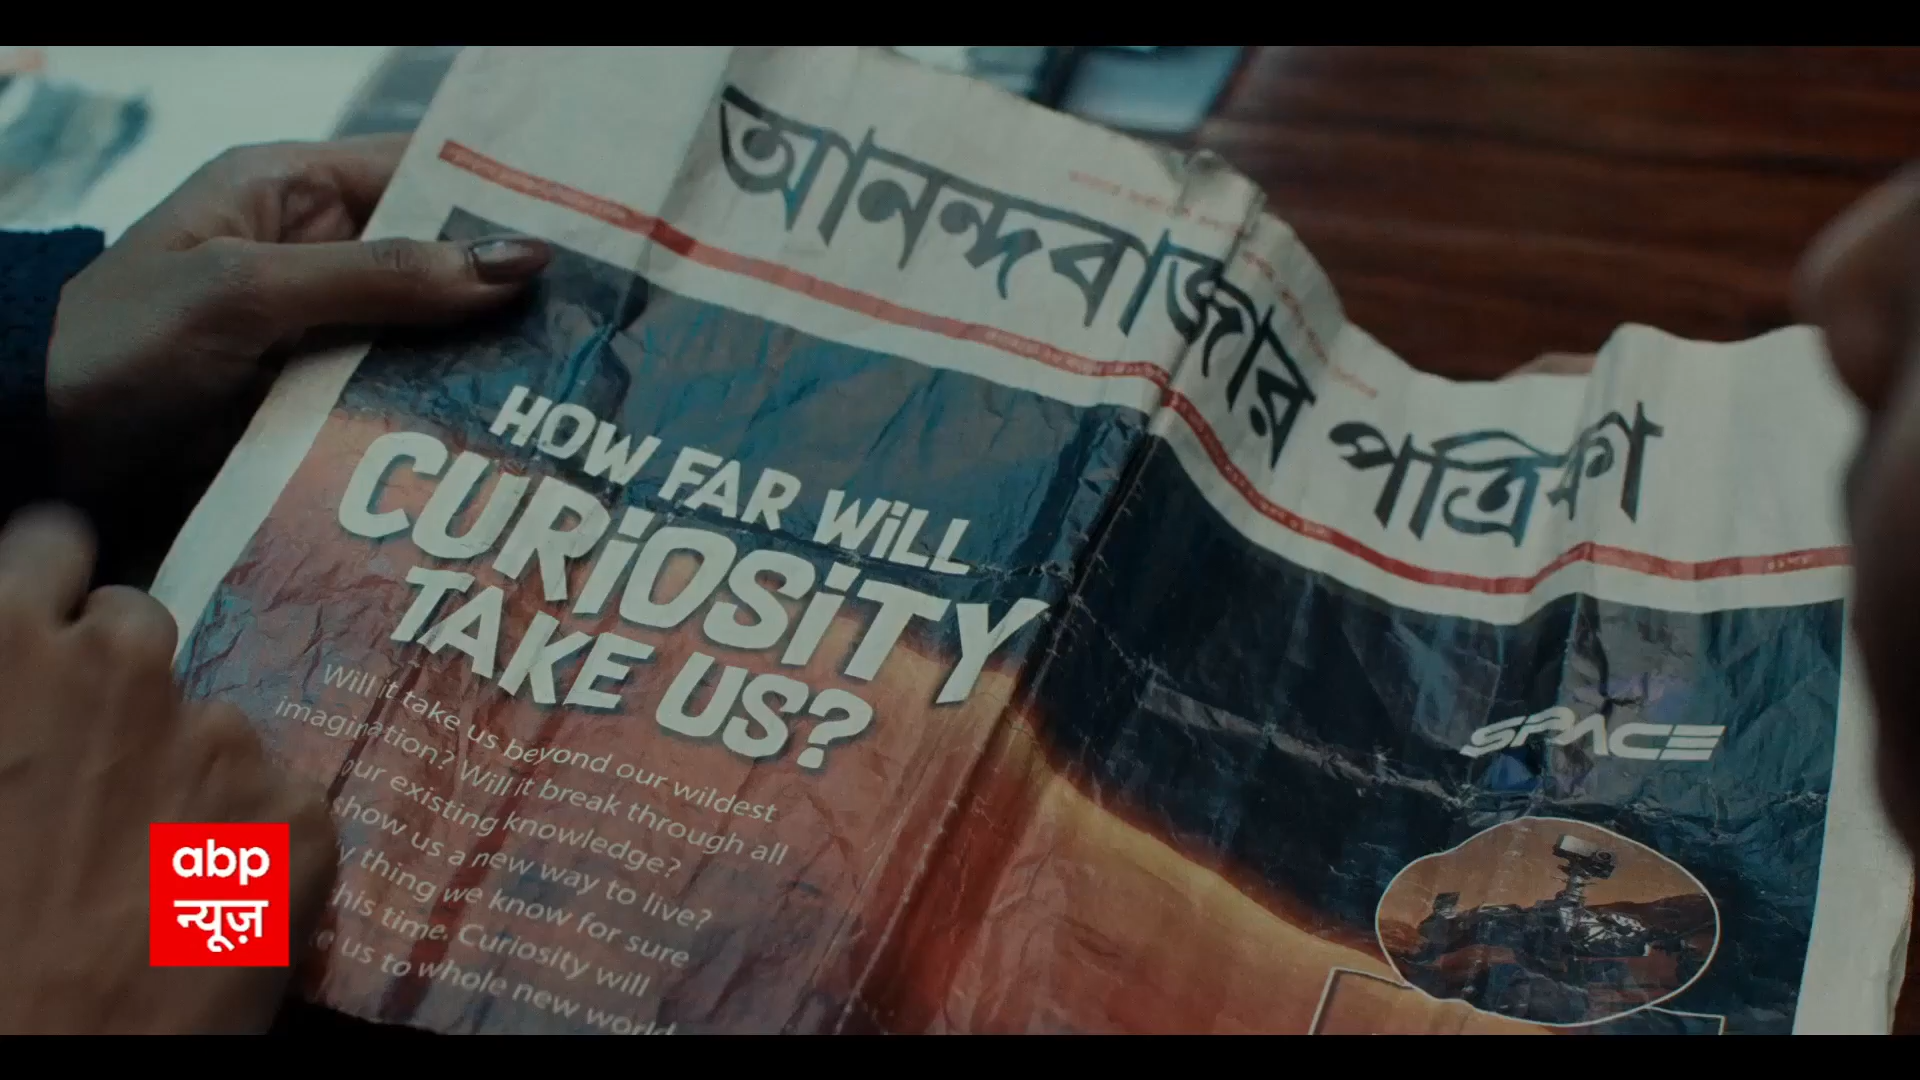 আনন্দবাজার পত্রিকা
HOW FAR WiLL
CURiOSiTY
TAKE US?
Will it take us beyond our wildest
imagination? Will it break through all
our existing knowledge?
show us a new way to live?
thing we know for sure
his time. Curiosity will
us to whole new world
SPACE
abp
न्यूज़